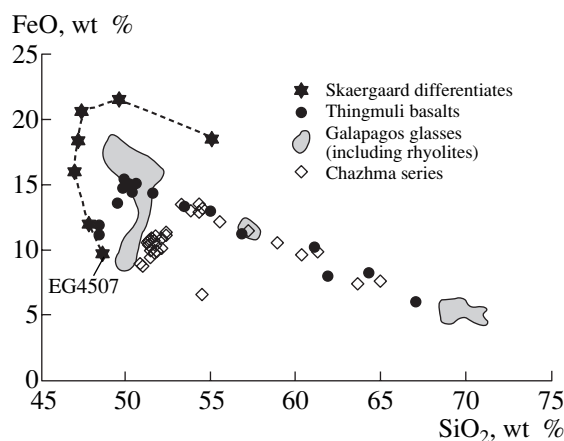 FeO, wt %
25
Skaergaard differentiates
20
Thingmuli basalts
Galapagos glasses
(including rhyolites)
15
Chazhma series
10
EG4507
5
0
45 50 55 60 65 70 75
SiO2, wt %